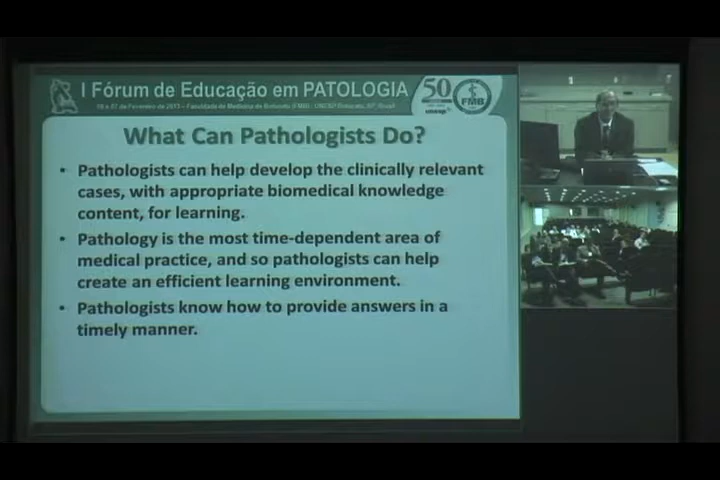 I Fórum de Educação em PATOLOGIA
50
FMB
unesp
What Can Pathologists Do?
• Pathologists can help develop the clinically relevant
cases, with appropriate biomedical knowledge
content, for learning.
• Pathology is the most time-dependent area of
medical practice, and so pathologists can help
create an efficient learning environment.
• Pathologists know how to provide answers in a
timely manner.